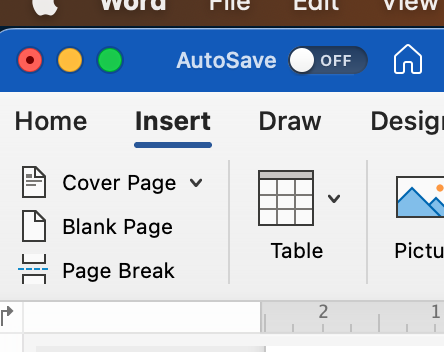 Word File Edit View
AutoSave OFF
Home Insert Draw Design
Cover Page
Blank Page
Page Break
Table Pictu
2 1